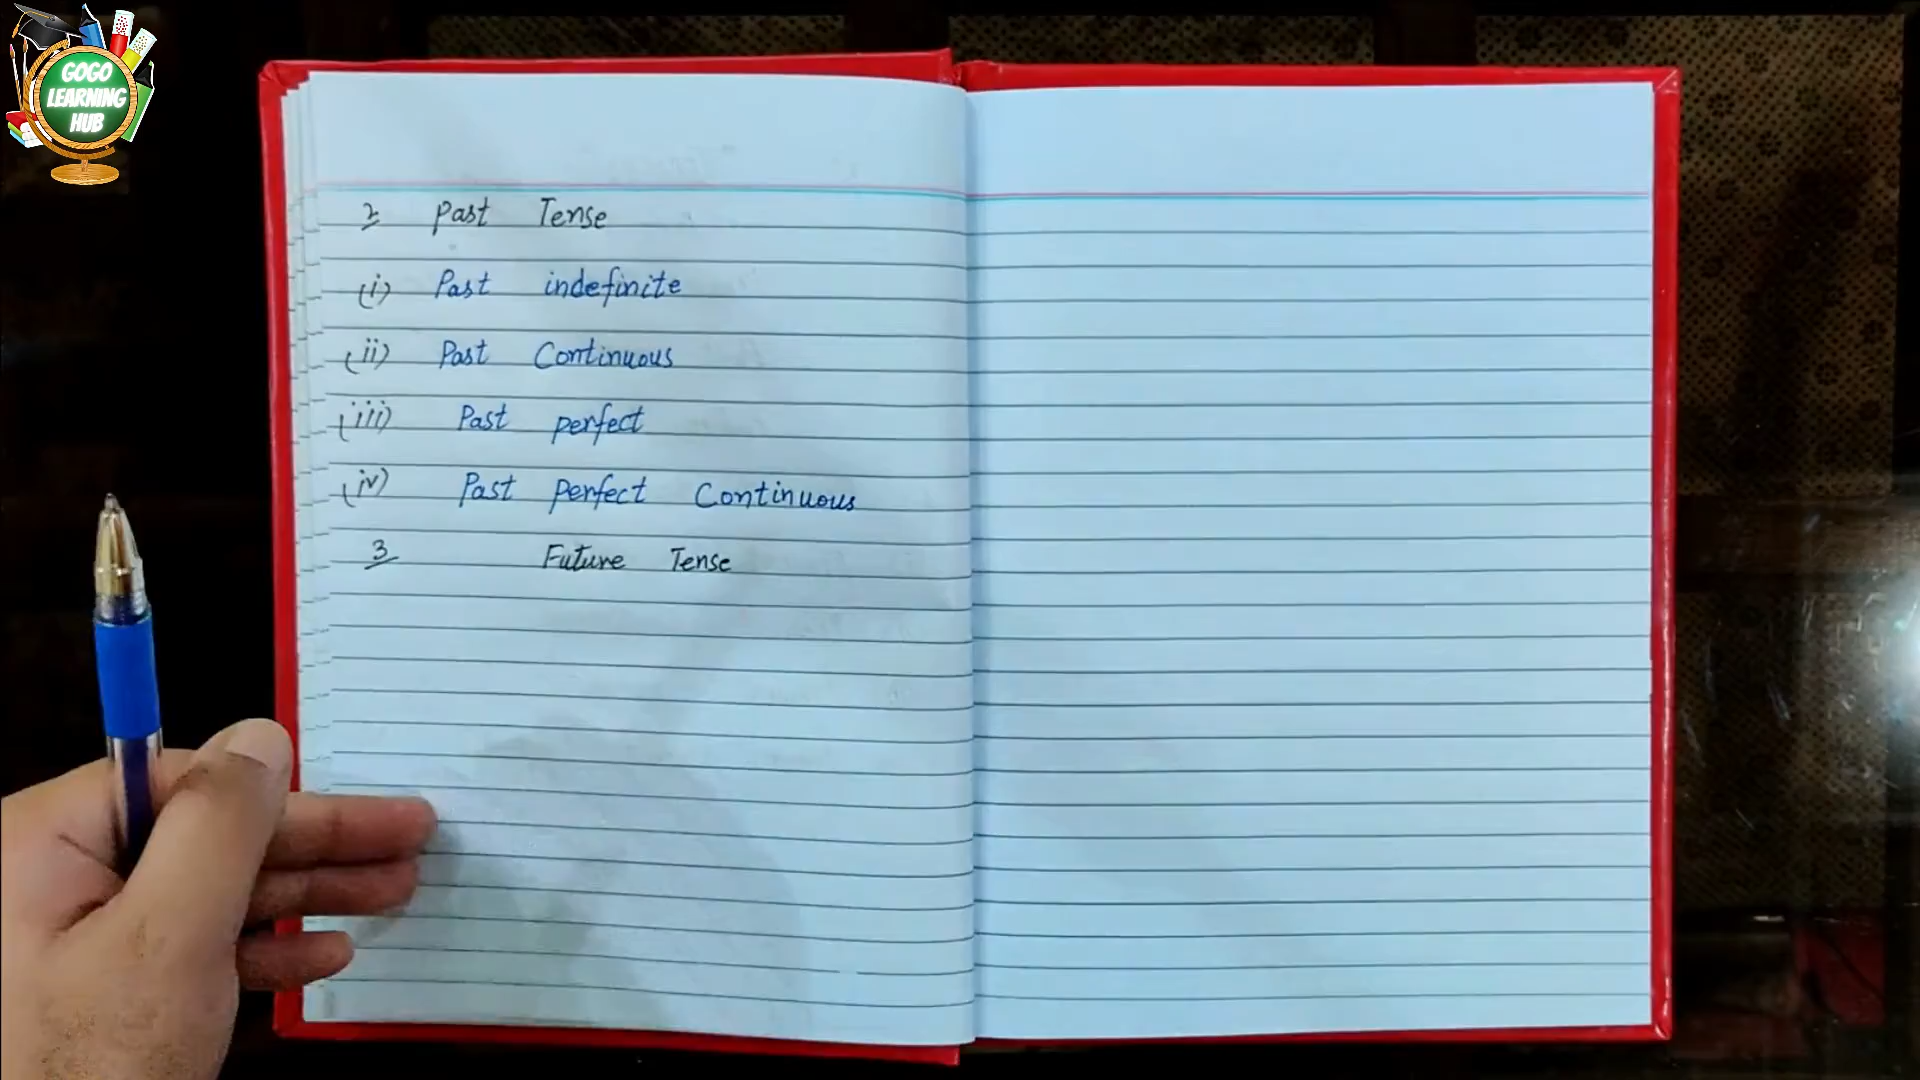 GOGO
LEARNING
HUB
2 Past Tense
(i) Past indefinite
(ii) Past Continuous
(iii) Past perfect
(iv) Past perfect Continuous
3 Future Tense